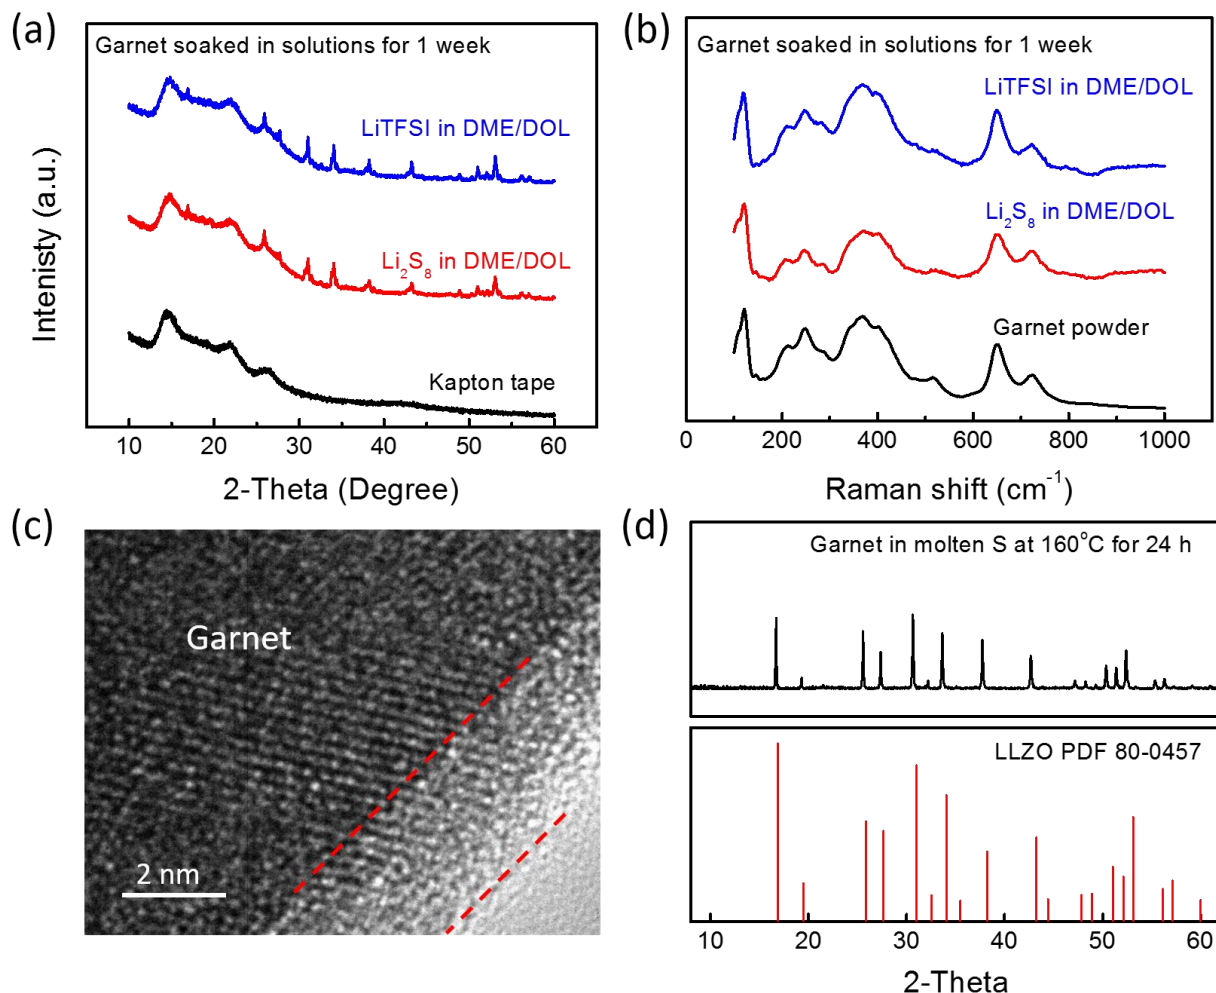 (a)
Garnet soaked in solutions for 1 week
LiTFSI in DME/DOL
Li₂S₈ in DME/DOL
Kapton tape
Intenisty (a.u.)
10 20 30 40 50 60
2-Theta (Degree)
(b)
Garnet soaked in solutions for 1 week
LiTFSI in DME/DOL
Li₂S₈ in DME/DOL
Garnet powder
0 200 400 600 800 1000
Raman shift (cm⁻¹)
(c)
Garnet
2 nm
(d)
Garnet in molten S at 160°C for 24 h
LLZO PDF 80-0457
10 20 30 40 50 60
2-Theta